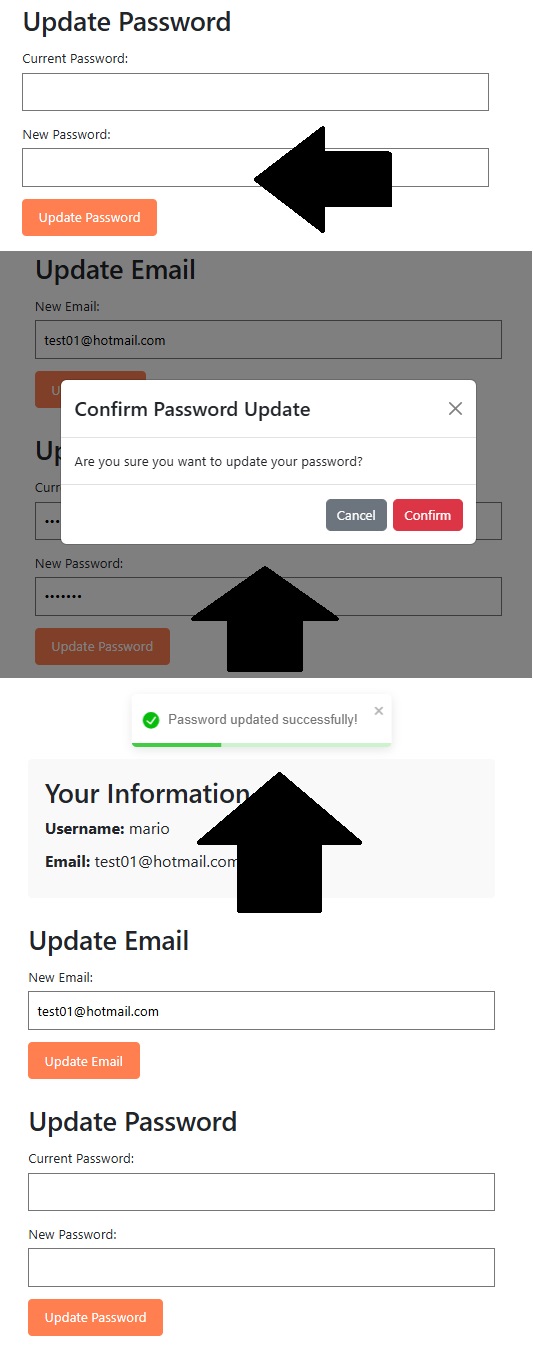 Update Password
Current Password:
New Password:
Update Password
Update Email
New Email:
test01@hotmail.com
U
Confirm Password Update
Up
Are you sure you want to update your password?
Curr
•••
Cancel Confirm
New Password:
•••••••
Update Password
Password updated successfully!
Your Information
Username: mario
Email: test01@hotmail.com
Update Email
New Email:
test01@hotmail.com
Update Email
Update Password
Current Password:
New Password:
Update Password